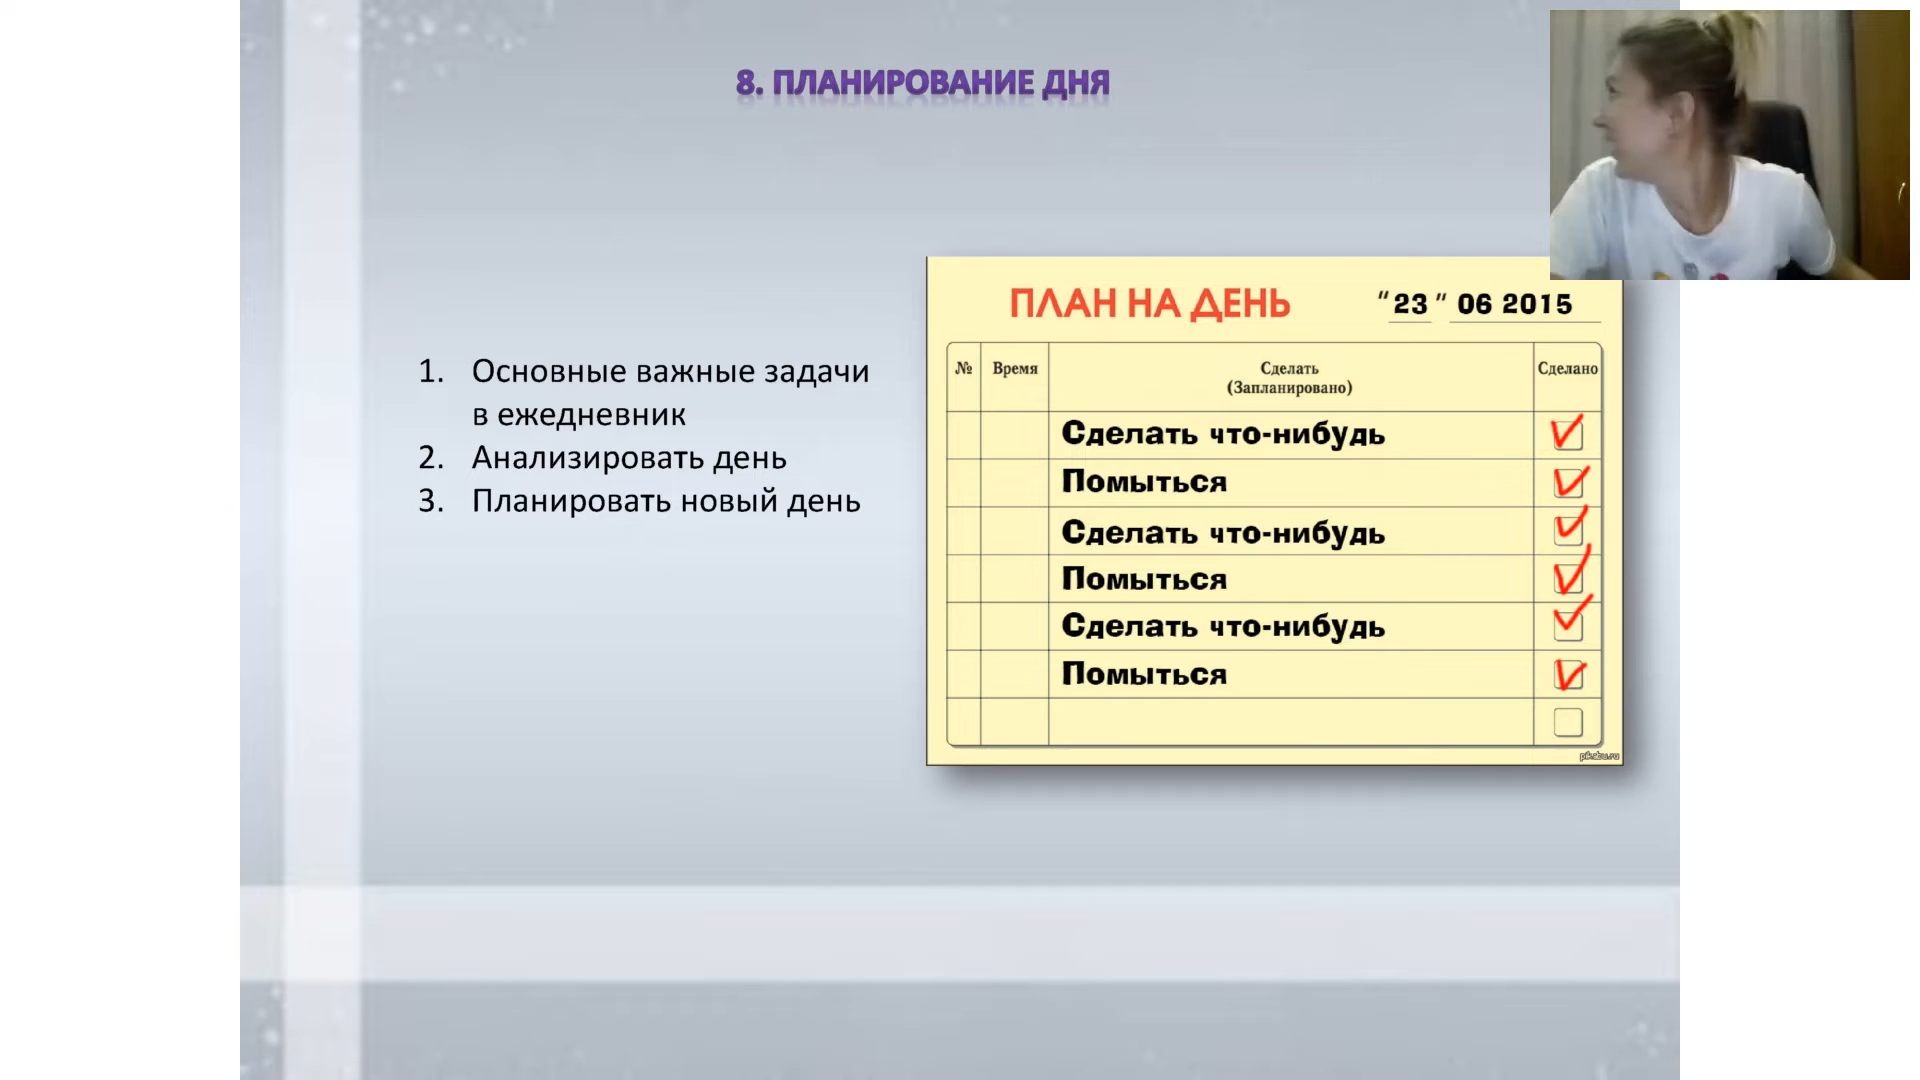 8. ПЛАНИРОВАНИЕ ДНЯ
1. Основные важные задачи
в ежедневник
2. Анализировать день
3. Планировать новый день
ПЛАН НА ДЕНЬ "23" 06 2015
№ Время Сделать Сделано
(Запланировано)
Сделать что-нибудь
Помыться
Сделать что-нибудь
Помыться
Сделать что-нибудь
Помыться
pikabu.ru